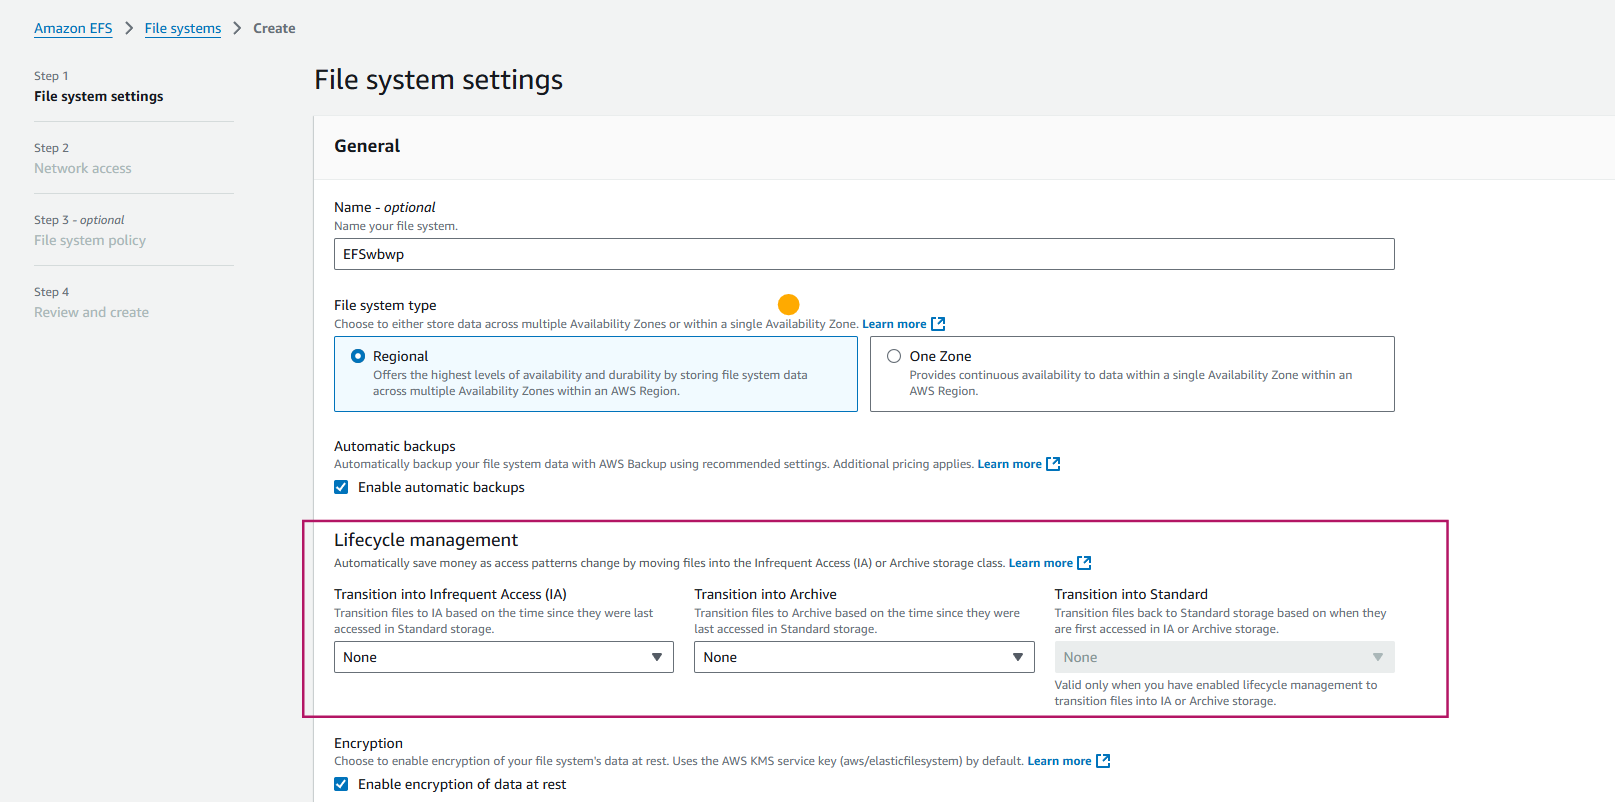 Amazon EFS > File systems > Create
Step 1
File system settings
Step 2
Network access
Step 3 - optional
File system policy
Step 4
Review and create
File system settings
General
Name - optional
Name your file system.
EFSwbwp
File system type
Choose to either store data across multiple Availability Zones or within a single Availability Zone. Learn more
Regional
Offers the highest levels of availability and durability by storing file system data
across multiple Availability Zones within an AWS Region.
One Zone
Provides continuous availability to data within a single Availability Zone within an
AWS Region.
Automatic backups
Automatically backup your file system data with AWS Backup using recommended settings. Additional pricing applies. Learn more
Enable automatic backups
Lifecycle management
Automatically save money as access patterns change by moving files into the Infrequent Access (IA) or Archive storage class. Learn more
Transition into Infrequent Access (IA)
Transition files to IA based on the time since they were last
accessed in Standard storage.
None
Transition into Archive
Transition files to Archive based on the time since they were
last accessed in Standard storage.
None
Transition into Standard
Transition files back to Standard storage based on when they
are first accessed in IA or Archive storage.
None
Valid only when you have enabled lifecycle management to
transition files into IA or Archive storage.
Encryption
Choose to enable encryption of your file system's data at rest. Uses the AWS KMS service key (aws/elasticfilesystem) by default. Learn more
Enable encryption of data at rest